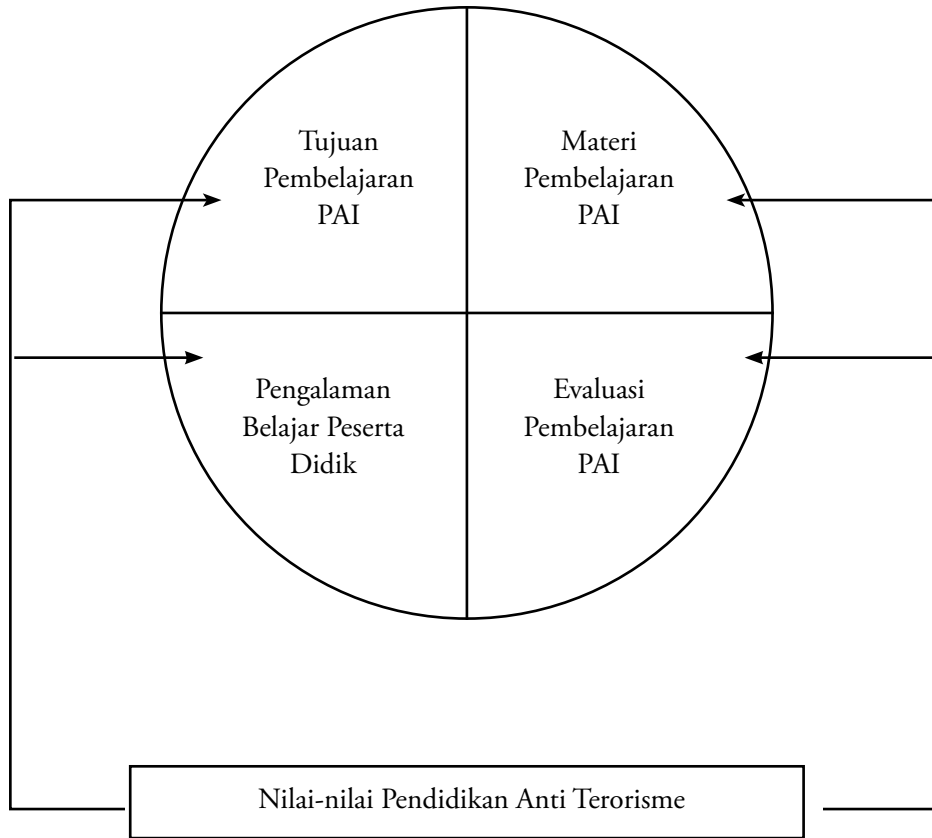 Tujuan
Pembelajaran
PAI
Materi
Pembelajaran
PAI
Pengalaman
Belajar Peserta
Didik
Evaluasi
Pembelajaran
PAI
Nilai-nilai Pendidikan Anti Terorisme